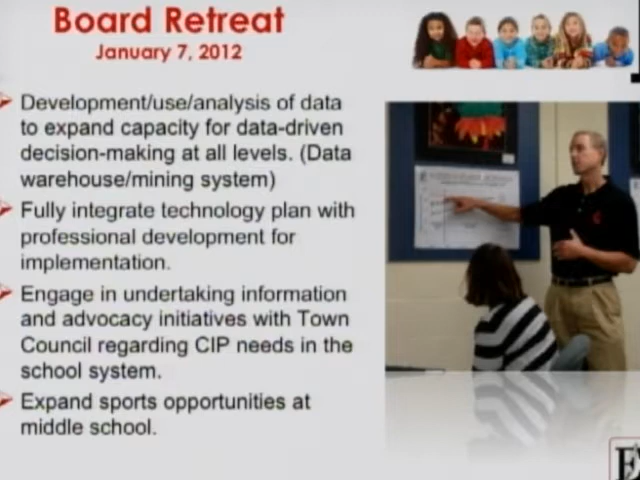 Board Retreat
January 7, 2012
Development/use/analysis of data
to expand capacity for data-driven
decision-making at all levels. (Data
warehouse/mining system)
Fully integrate technology plan with
professional development for
implementation.
Engage in undertaking information
and advocacy initiatives with Town
Council regarding CIP needs in the
school system.
Expand sports opportunities at
middle school.
E